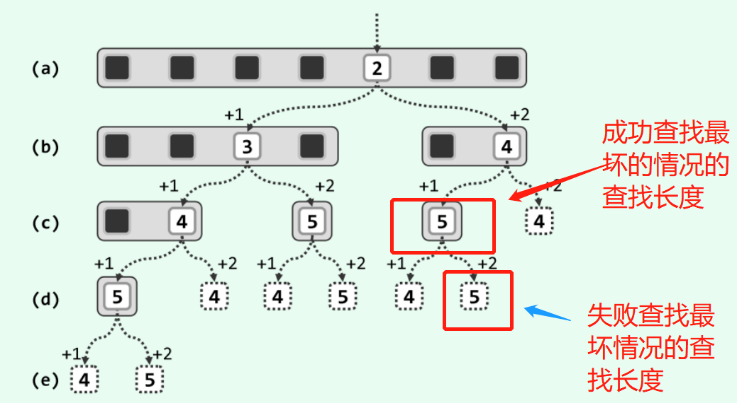 (a) 2
+1 +2
(b) 3 4
成功查找最
坏的情况的
查找长度
+1 +2 +1 +2
(c) 4 5 5 4
+1 +2 +1 +2 +1 +2
(d) 5 4 4 5 4 5
失败查找最
坏情况的查
找长度
+1 +2
(e) 4 5